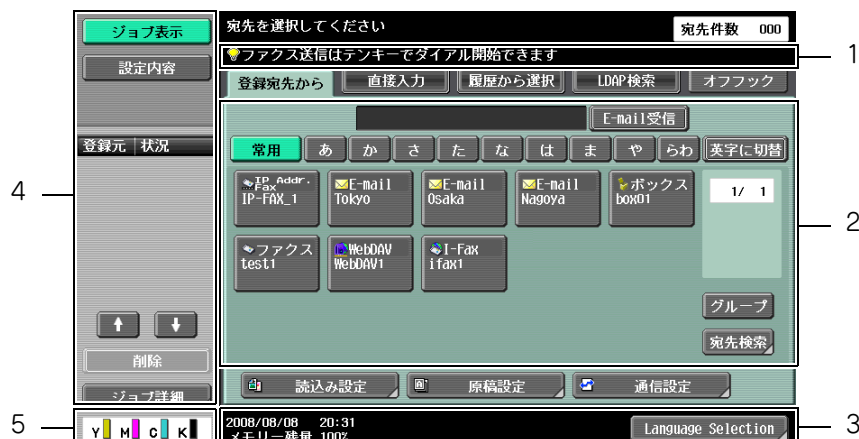 ジョブ表示
設定内容
登録元 状況
削除
ジョブ詳細
Y M C K
宛先を選択してください
宛先件数 000
ファクス送信はテンキーでダイアル開始できます
登録宛先から 直接入力 履歴から選択 LDAP検索 オフフック
E-mail受信
常用 あ か さ た な は ま や らわ 英字に切替
IP Addr. Fax
IP-FAX_1
E-mail
Tokyo
E-mail
Osaka
E-mail
Nagoya
ボックス
box01
1/ 1
ファクス
test1
WebDAV
WebDAV1
I-Fax
ifax1
グループ
宛先検索
読込み設定 原稿設定 通信設定
2008/08/08 20:31
メモリー残量 100%
Language Selection
1
2
3
4
5